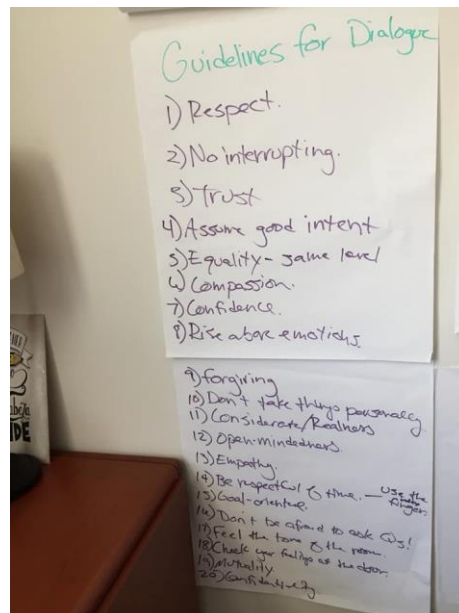 Guidelines for Dialogue
1) Respect.
2) No interrupting.
3) Trust
4) Assume good intent
5) Equality - same level
6) Compassion.
7) Confidence.
8) Rise above emotions.
9) forgiving
10) Don't take things personally
11) Considerate/Realness
12) Open-mindedness.
13) Empathy.
14) Be respectful of time. — Use the finger.
15) Goal-oriented.
16) Don't be afraid to ask Qs!
17) Feel the tone of the room.
18) Check your feelings at the door.
19) Mutuality
20) Confidentiality
IDE